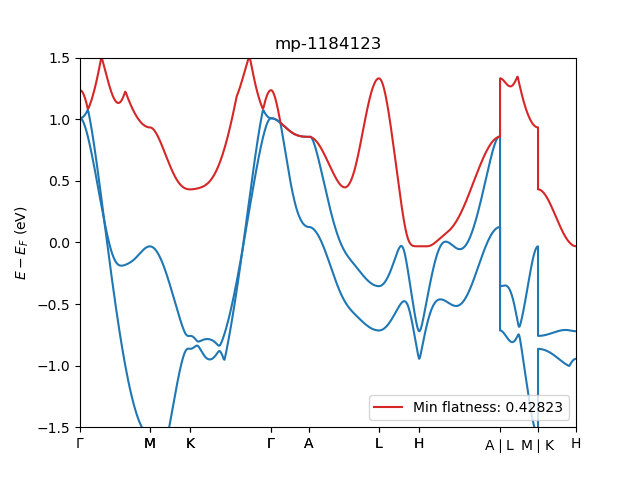 mp-1184123
E − E_F (eV)
1.5
1.0
0.5
0.0
−0.5
−1.0
−1.5
Min flatness: 0.42823
Γ M K Γ A L H A | L M | K H